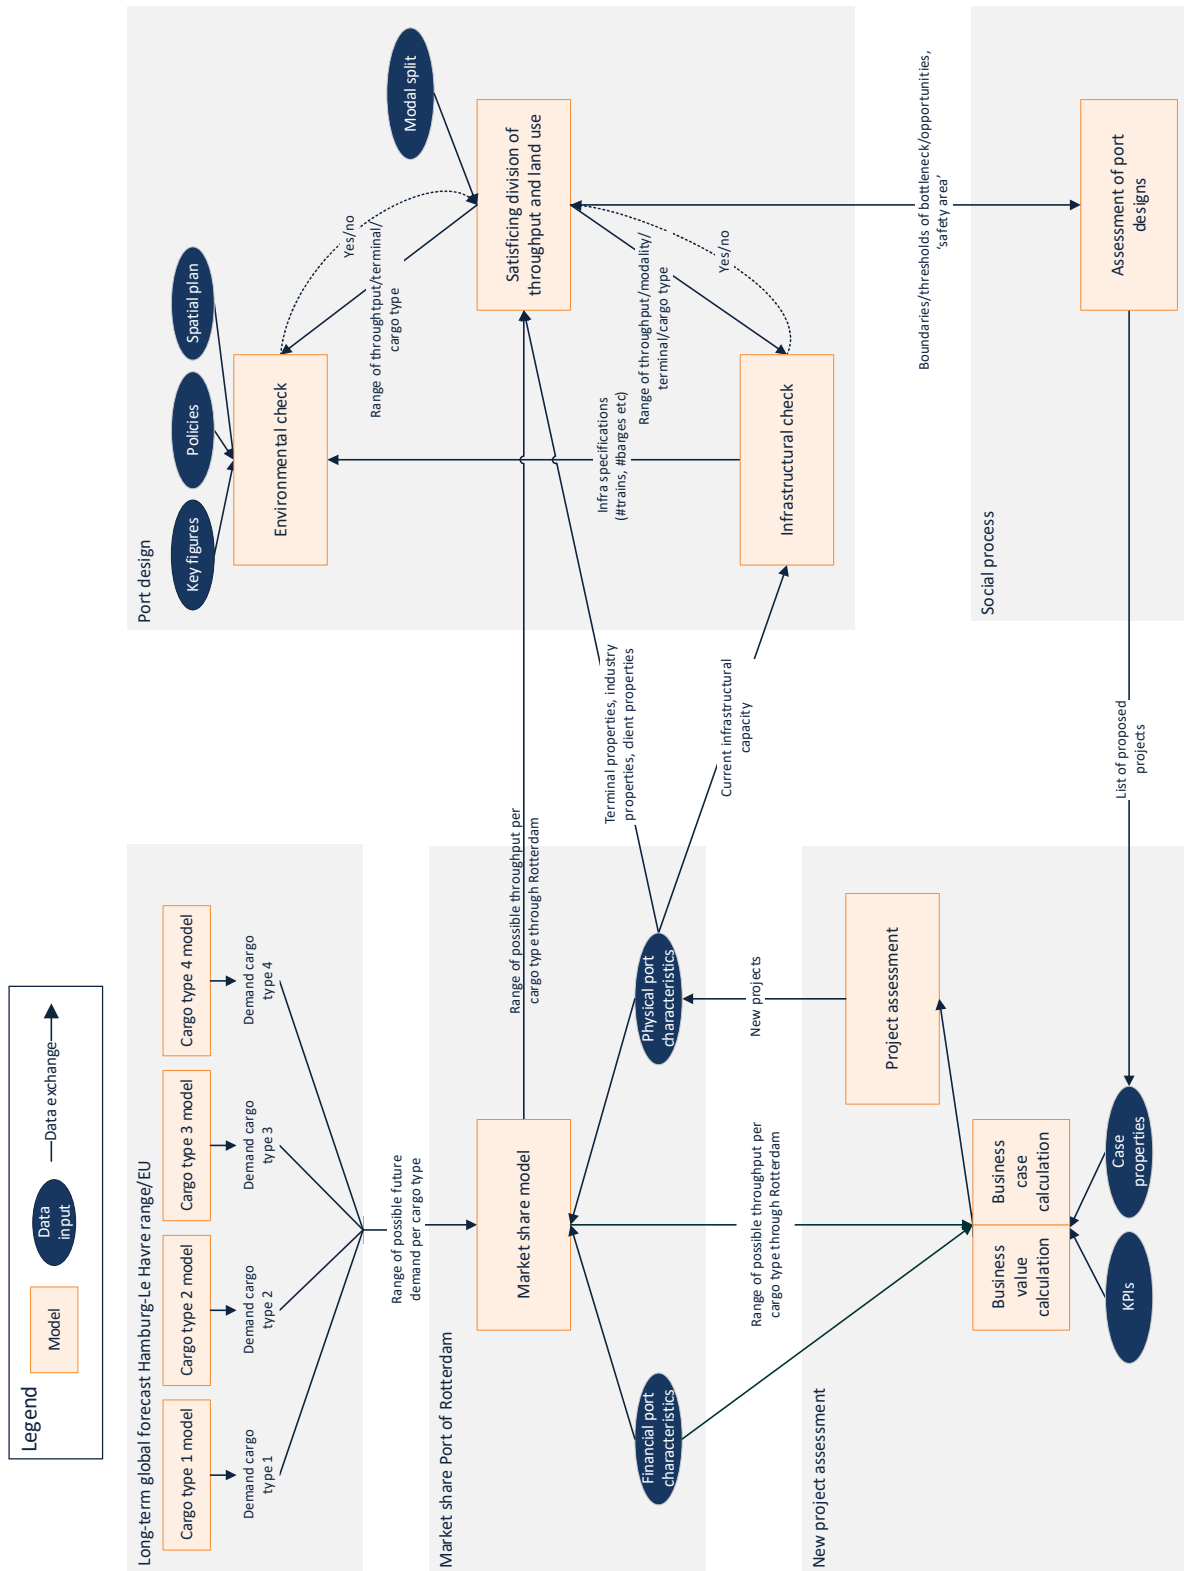 Legend
Model
Data
input
Data exchange
Long-term global forecast Hamburg-Le Havre range/EU
Cargo type 1 model
Cargo type 2 model
Cargo type 3 model
Cargo type 4 model
Demand cargo
type 1
Demand cargo
type 2
Demand cargo
type 3
Demand cargo
type 4
Range of possible future
demand per cargo type
Market share Port of Rotterdam
Financial port
characteristics
Market share model
Physical port
characteristics
Range of possible throughput per
cargo type through Rotterdam
Range of possible throughput per
cargo type through Rotterdam
New projects
New project assessment
Business
value
calculation
Business
case
calculation
KPIs
Case
properties
Project assessment
Terminal properties, industry
properties, client properties
Current infrastructural
capacity
List of proposed
projects
Port design
Key figures
Policies
Spatial plan
Modal split
Environmental check
Yes/no
Range of throughtput/terminal/
cargo type
Satisficing division of
throughput and land use
Infra specifications
(#trains, #barges etc)
Range of throughput/modality/
terminal/cargo type
Yes/no
Infrastructural check
Boundaries/thresholds of bottleneck/opportunities,
‘safety area’
Social process
Assessment of port
designs